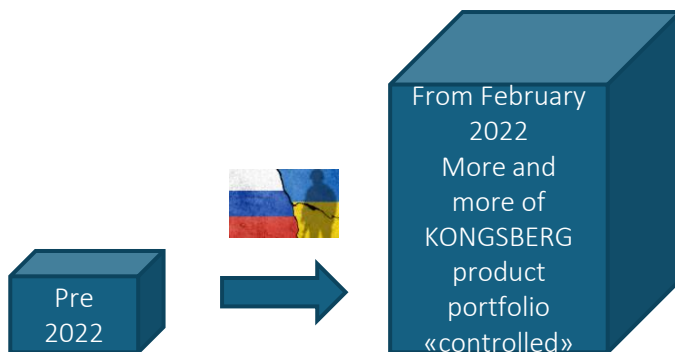 Pre
2022
From February
2022
More and
more of
KONGSBERG
product
portfolio
«controlled»